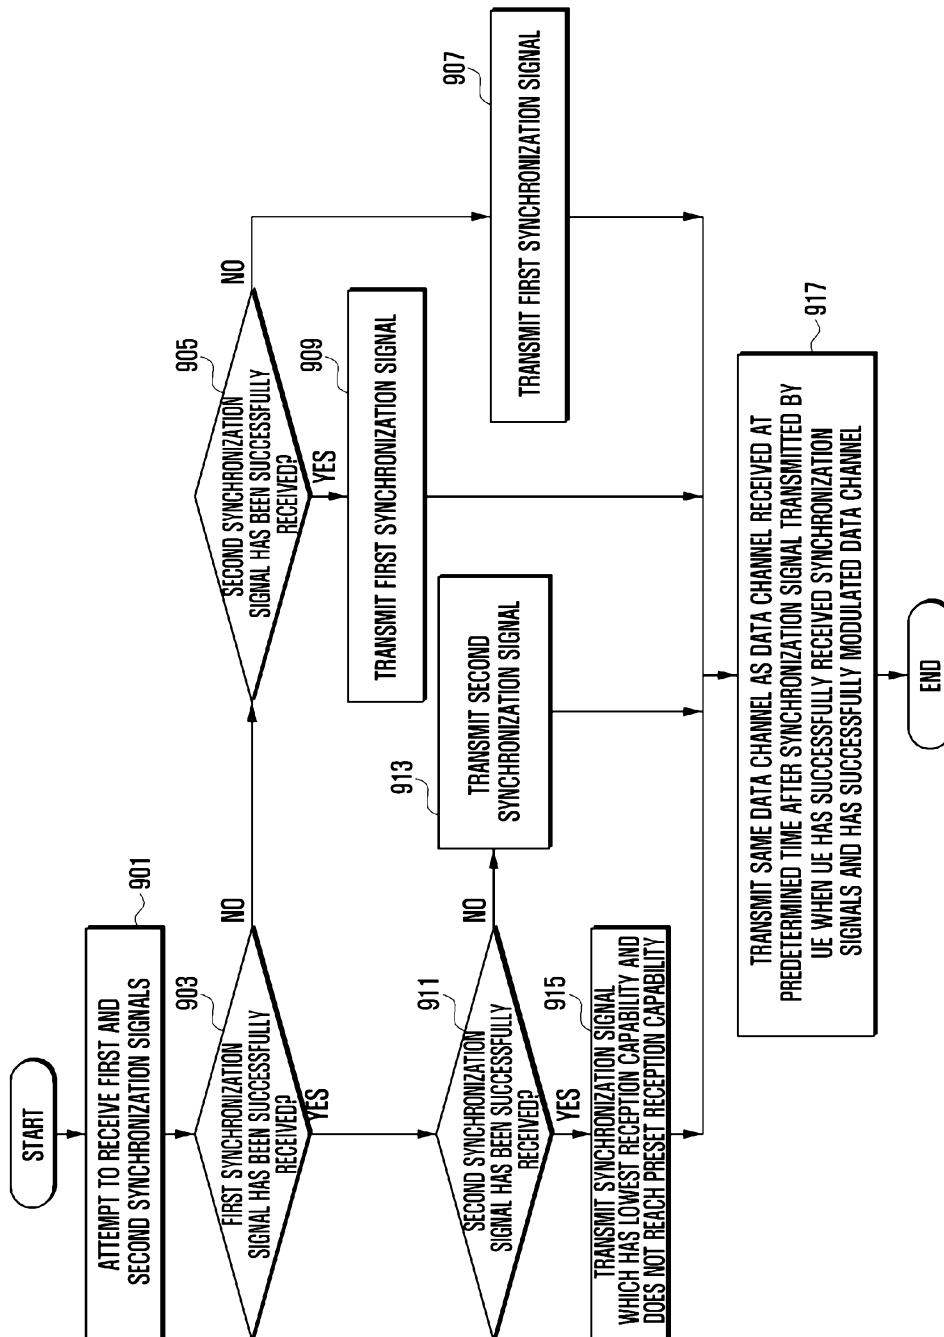 START
ATTEMPT TO RECEIVE FIRST AND
SECOND SYNCHRONIZATION SIGNALS
901
FIRST SYNCHRONIZATION
SIGNAL HAS BEEN SUCCESSFULLY
RECEIVED?
903
NO
YES
SECOND SYNCHRONIZATION
SIGNAL HAS BEEN SUCCESSFULLY
RECEIVED?
905
NO
YES
TRANSMIT FIRST SYNCHRONIZATION SIGNAL
909
TRANSMIT FIRST SYNCHRONIZATION SIGNAL
907
SECOND SYNCHRONIZATION
SIGNAL HAS BEEN SUCCESSFULLY
RECEIVED?
911
NO
YES
TRANSMIT SECOND
SYNCHRONIZATION SIGNAL
913
TRANSMIT SYNCHRONIZATION SIGNAL
WHICH HAS LOWEST RECEPTION CAPABILITY AND
DOES NOT REACH PRESET RECEPTION CAPABILITY
915
TRANSMIT SAME DATA CHANNEL AS DATA CHANNEL RECEIVED AT
PREDETERMINED TIME AFTER SYNCHRONIZATION SIGNAL TRANSMITTED BY
UE WHEN UE HAS SUCCESSFULLY RECEIVED SYNCHRONIZATION
SIGNALS AND HAS SUCCESSFULLY MODULATED DATA CHANNEL
917
END